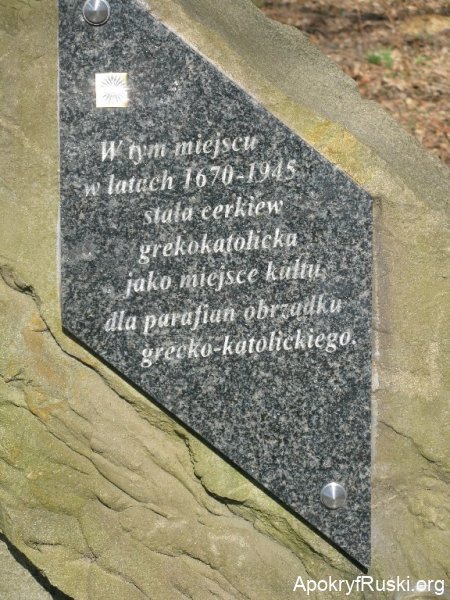 W tym miejscu
w latach 1670-1945
stała cerkiew
grekokatolicka
jako miejsce kultu
dla parafian obrządku
grecko-katolickiego.
ApokryfRuski.org